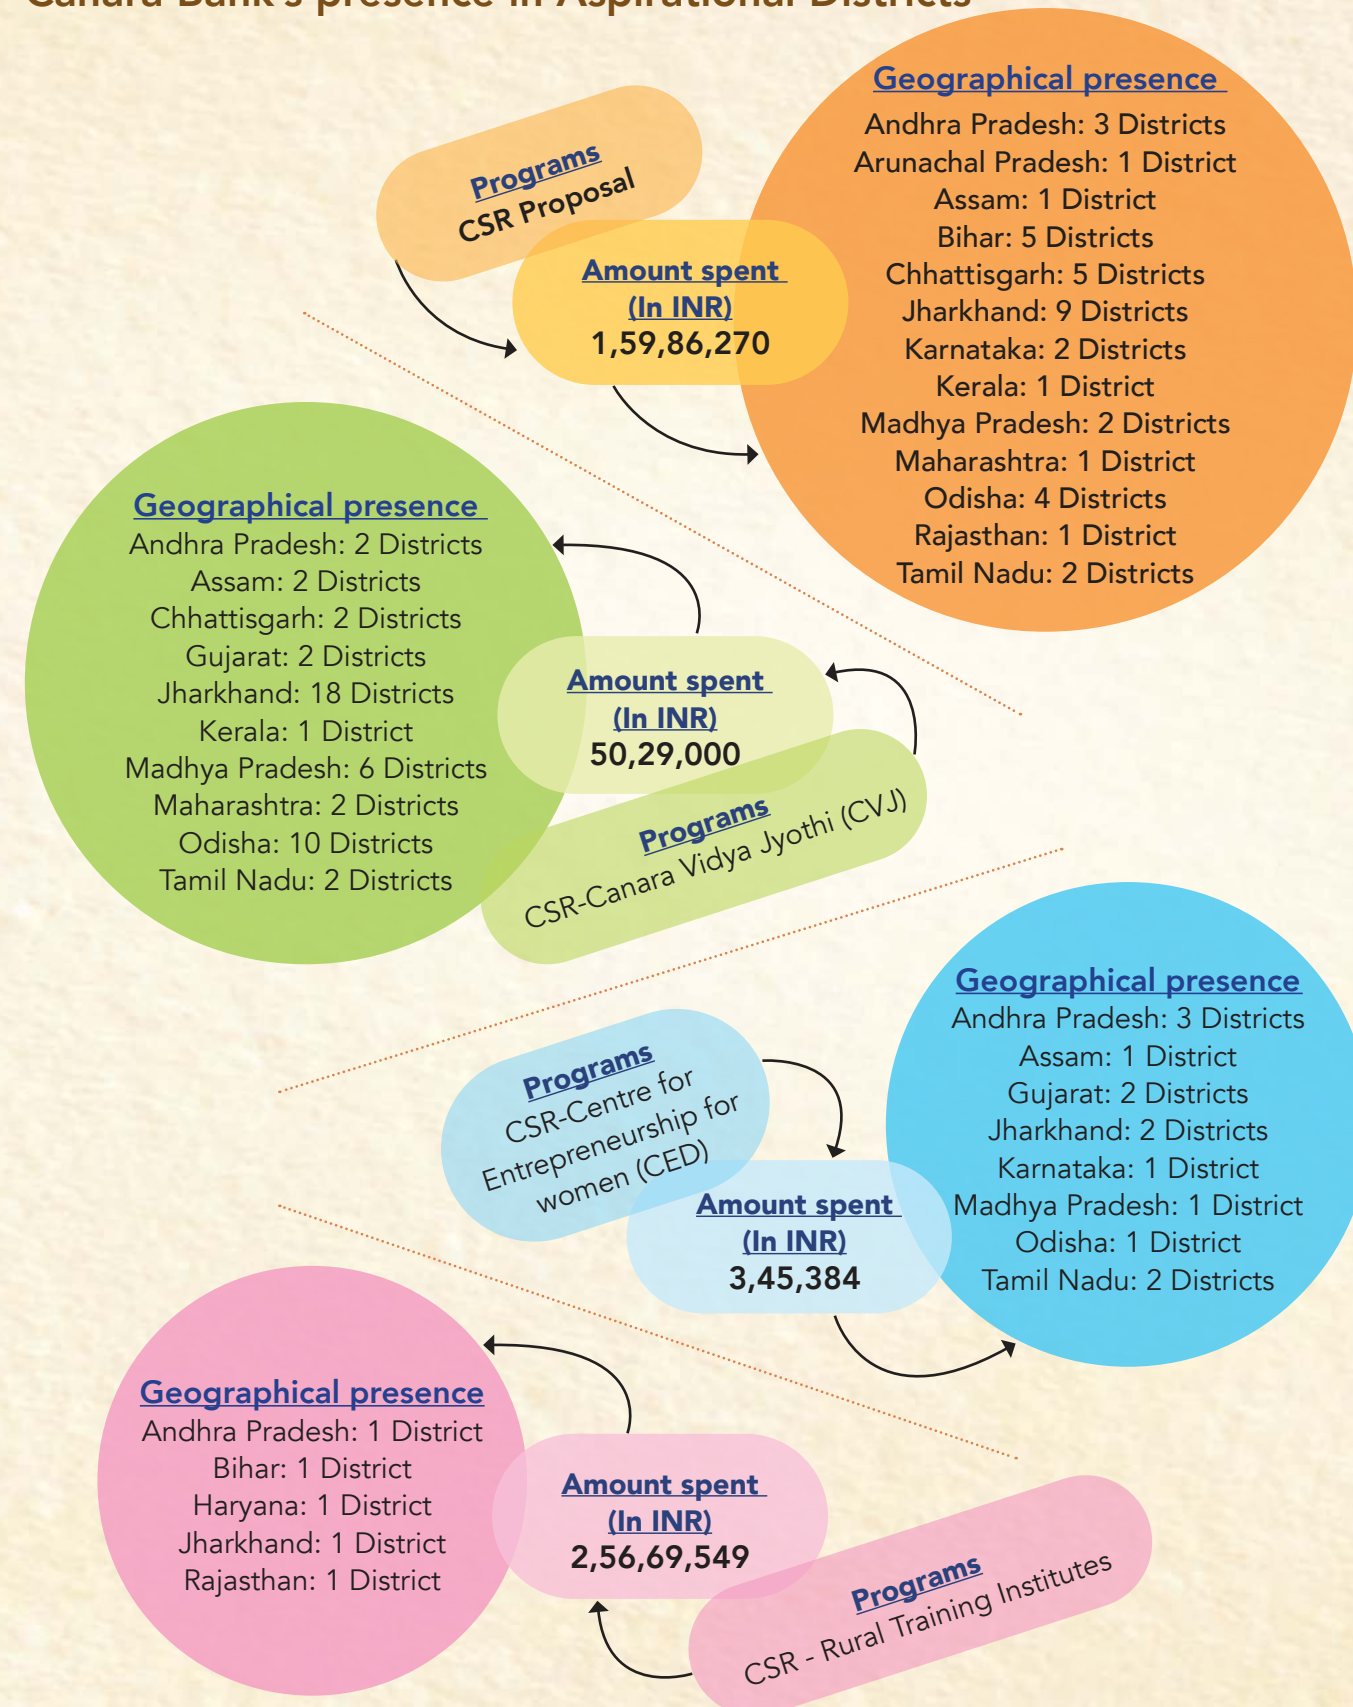 Canara Bank's presence in Aspirational Districts
Programs
CSR Proposal
Amount spent
(In INR)
1,59,86,270
Geographical presence
Andhra Pradesh: 3 Districts
Arunachal Pradesh: 1 District
Assam: 1 District
Bihar: 5 Districts
Chhattisgarh: 5 Districts
Jharkhand: 9 Districts
Karnataka: 2 Districts
Kerala: 1 District
Madhya Pradesh: 2 Districts
Maharashtra: 1 District
Odisha: 4 Districts
Rajasthan: 1 District
Tamil Nadu: 2 Districts
Geographical presence
Andhra Pradesh: 2 Districts
Assam: 2 Districts
Chhattisgarh: 2 Districts
Gujarat: 2 Districts
Jharkhand: 18 Districts
Kerala: 1 District
Madhya Pradesh: 6 Districts
Maharashtra: 2 Districts
Odisha: 10 Districts
Tamil Nadu: 2 Districts
Amount spent
(In INR)
50,29,000
Programs
CSR-Canara Vidya Jyothi (CVJ)
Programs
CSR-Centre for
Entrepreneurship for
women (CED)
Amount spent
(In INR)
3,45,384
Geographical presence
Andhra Pradesh: 3 Districts
Assam: 1 District
Gujarat: 2 Districts
Jharkhand: 2 Districts
Karnataka: 1 District
Madhya Pradesh: 1 District
Odisha: 1 District
Tamil Nadu: 2 Districts
Geographical presence
Andhra Pradesh: 1 District
Bihar: 1 District
Haryana: 1 District
Jharkhand: 1 District
Rajasthan: 1 District
Amount spent
(In INR)
2,56,69,549
Programs
CSR - Rural Training Institutes